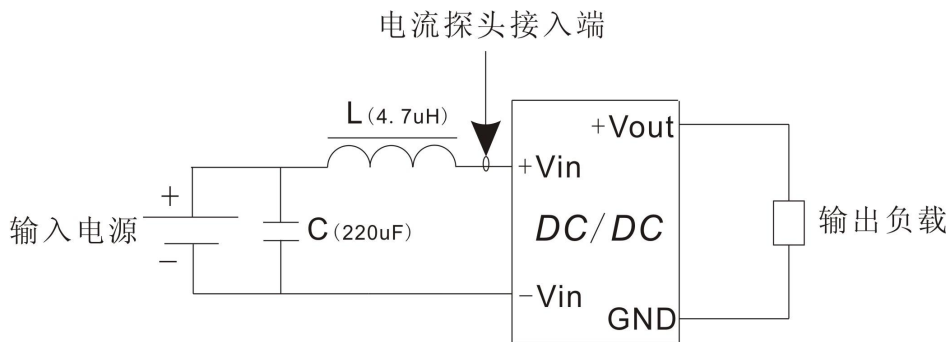 电流探头接入端
L(4.7uH)
+Vout
+Vin
+
输入电源
C(220uF)
DC/DC
输出负载
−
−Vin
GND